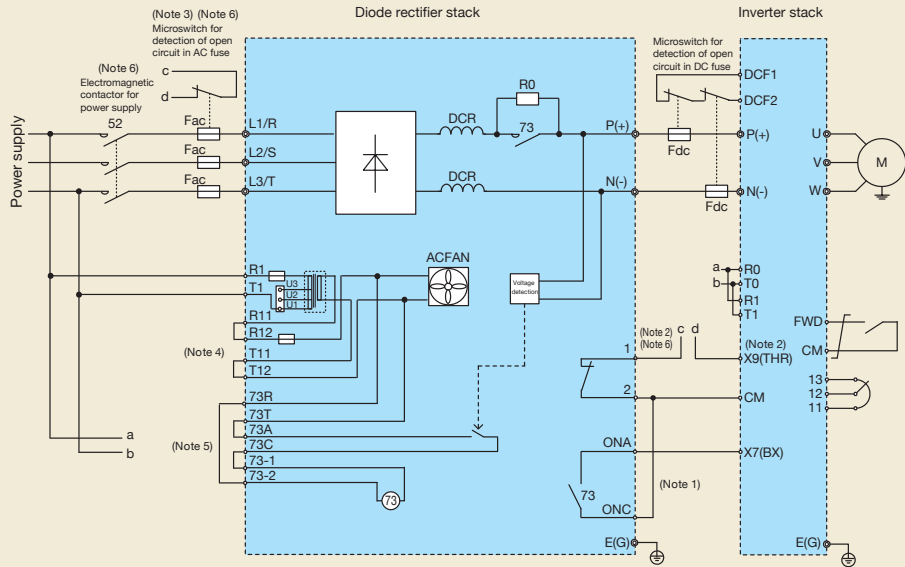 Diode rectifier stack
Inverter stack
(Note 3) (Note 6)
Microswitch for
detection of open
circuit in AC fuse
c
d
(Note 6)
Electromagnetic
contactor for
power supply
52
Power supply
Fac
Fac
Fac
L1/R
L2/S
L3/T
DCR
DCR
R0
73
P(+)
N(-)
Microswitch for
detection of open
circuit in DC fuse
Fdc
Fdc
DCF1
DCF2
P(+)
N(-)
U
V
W
M
R1
T1
U3
U2
U1
R11
R12
(Note 4)
T11
T12
ACFAN
Voltage
detection
73R
73T
73A
73C
73-1
73-2
(Note 5)
73
a
b
1
2
(Note 2)
(Note 6)
c d
ONA
73
ONC
(Note 1)
E(G)
a
b
R0
T0
R1
T1
(Note 2)
X9(THR)
CM
X7(BX)
FWD
CM
13
12
11
E(G)